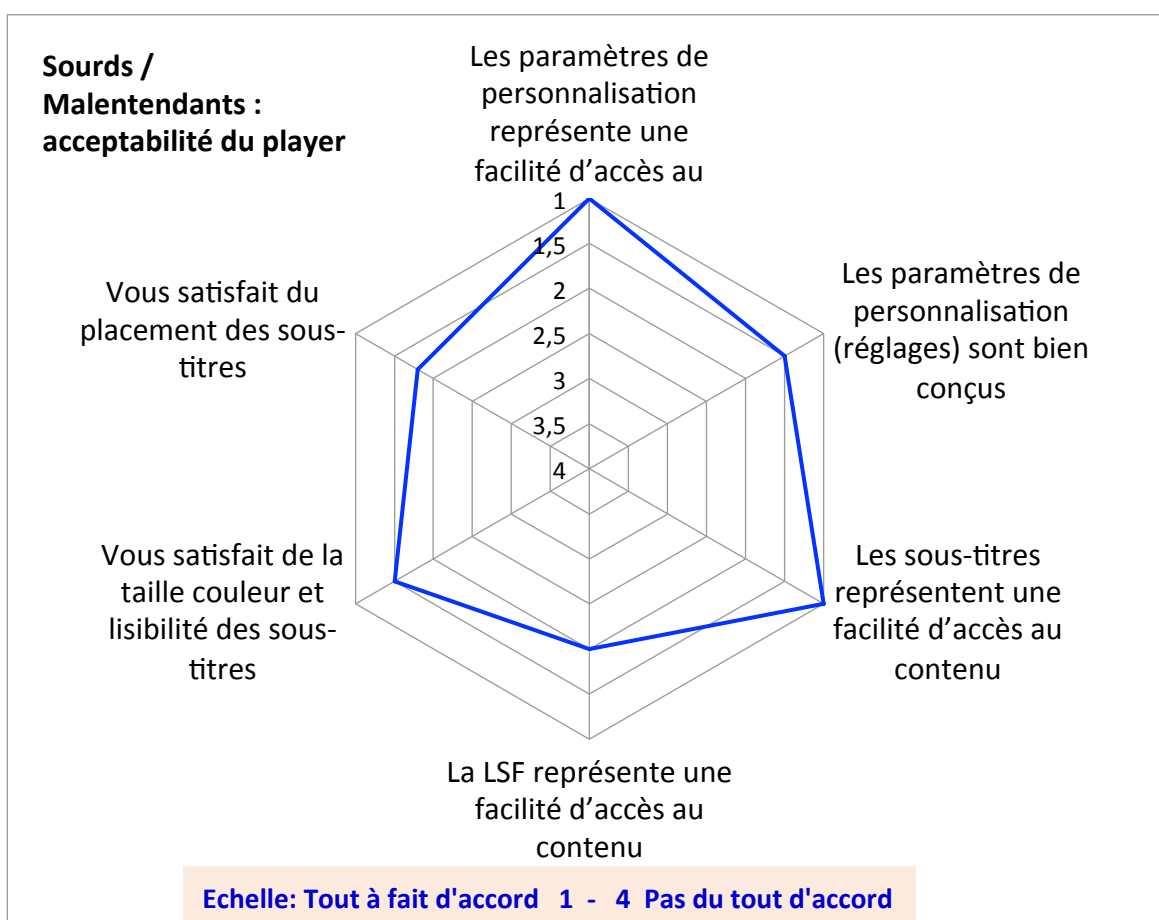 Sourds /
Malentendants :
acceptabilité du player
Les paramètres de
personnalisation
représente une
facilité d’accès au
1
1,5
2
2,5
3
3,5
4
Les paramètres de
personnalisation
(réglages) sont bien
conçus
Les sous-titres
représentent une
facilité d’accès au
contenu
La LSF représente une
facilité d’accès au
contenu
Vous satisfait de la
taille couleur et
lisibilité des sous-
titres
Vous satisfait du
placement des sous-
titres
Echelle: Tout à fait d'accord 1 - 4 Pas du tout d'accord